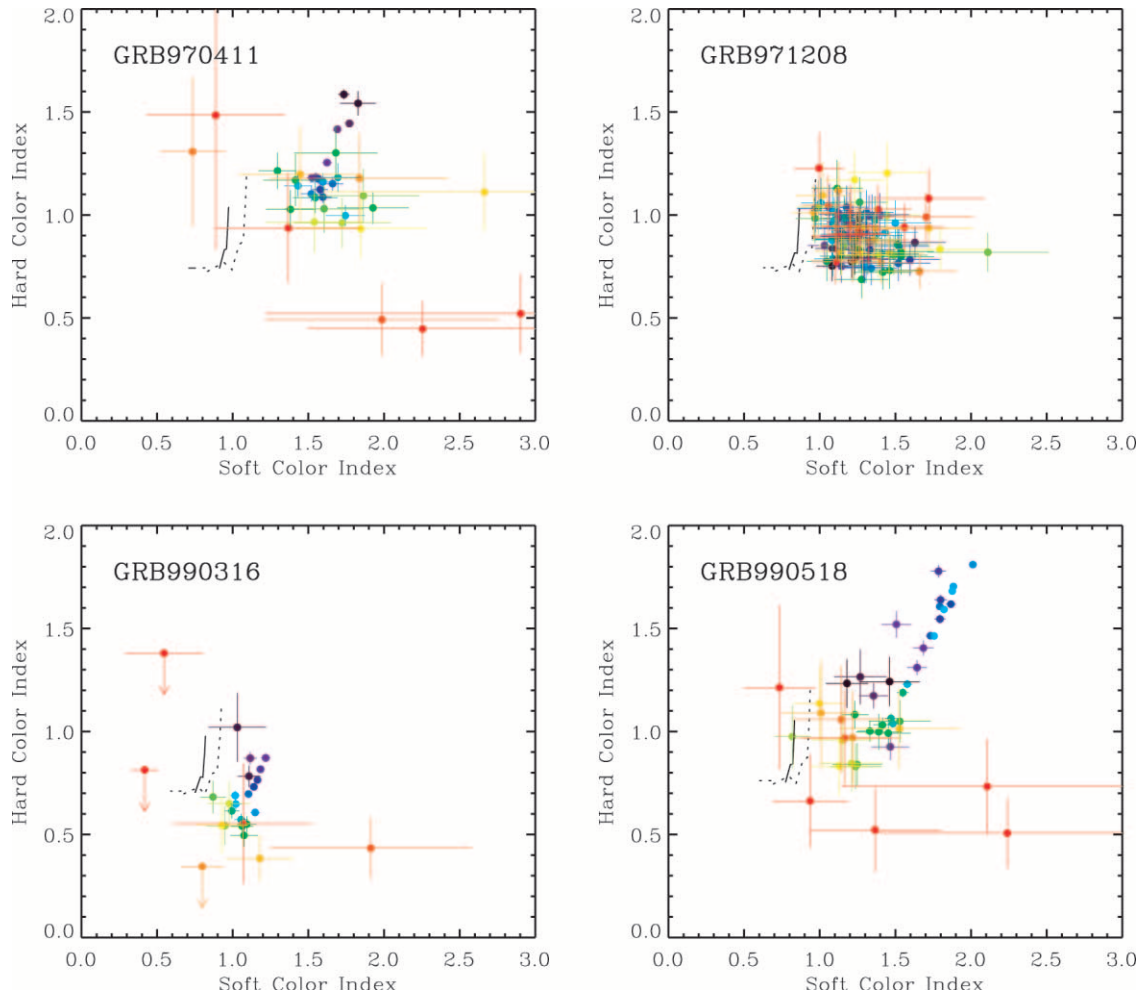 2.0 2.0
GRB970411 GRB971208
1.5 1.5
Hard Color Index Hard Color Index
1.0 1.0
0.5 0.5
0.0 0.0
0.0 0.5 1.0 1.5 2.0 2.5 3.0 0.0 0.5 1.0 1.5 2.0 2.5 3.0
Soft Color Index Soft Color Index
2.0 2.0
GRB990316 GRB990518
1.5 1.5
Hard Color Index Hard Color Index
1.0 1.0
0.5 0.5
0.0 0.0
0.0 0.5 1.0 1.5 2.0 2.5 3.0 0.0 0.5 1.0 1.5 2.0 2.5 3.0
Soft Color Index Soft Color Index